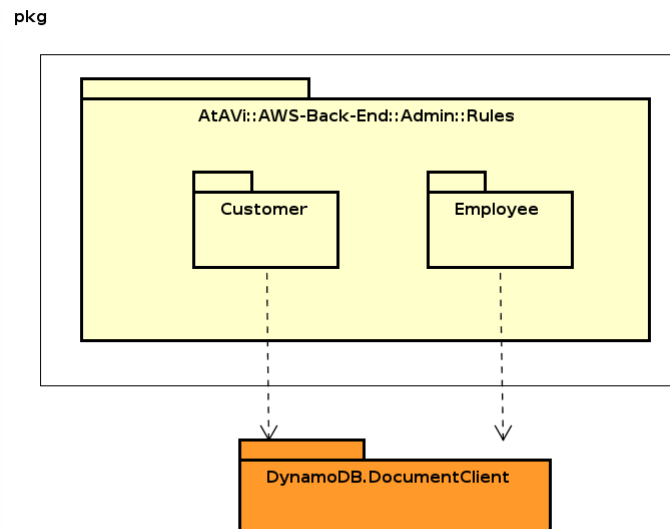 pkg
AtAVi::AWS-Back-End::Admin::Rules
Customer
Employee
DynamoDB.DocumentClient